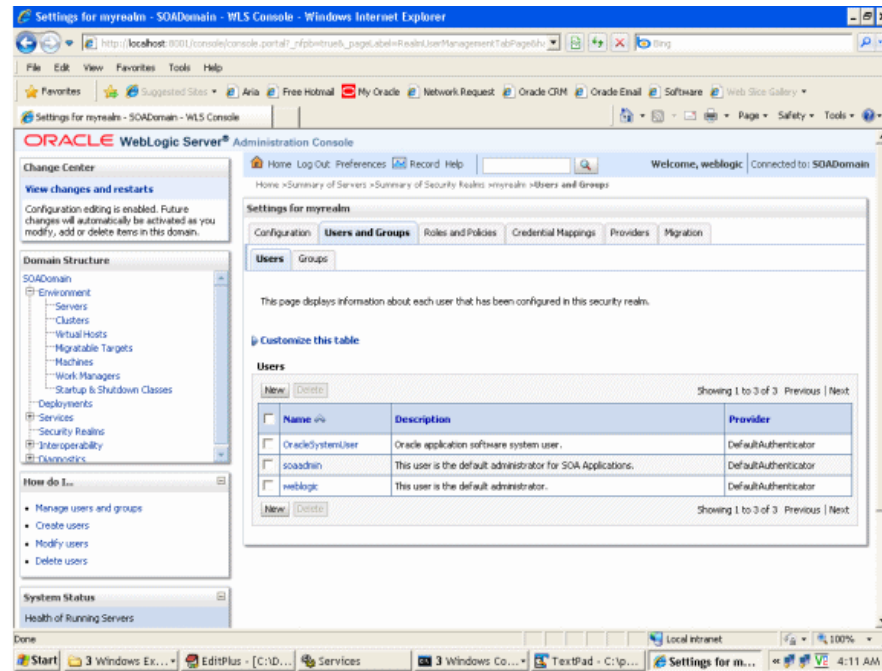 Settings for myrealm - SOADomain - WLS Console - Windows Internet Explorer
http://localhost:8001/console/console.portal?_nfpb=true&_pageLabel=RealmUserManagementTabPage&h
Bing
File Edit View Favorites Tools Help
Favorites Suggested Sites Aria Free Hotmail My Oracle Network Request Oracle CRM Oracle Email Software Web Slice Gallery
Settings for myrealm - SOADomain - WLS Console
Page Safety Tools
ORACLE WebLogic Server® Administration Console
Change Center
View changes and restarts
Configuration editing is enabled. Future
changes will automatically be activated as you
modify, add or delete items in this domain.
Domain Structure
SOADomain
Environment
Servers
Clusters
Virtual Hosts
Migratable Targets
Machines
Work Managers
Startup & Shutdown Classes
Deployments
Services
Security Realms
Interoperability
Diagnostics
How do I...
Manage users and groups
Create users
Modify users
Delete users
System Status
Health of Running Servers
Home Log Out Preferences Record Help
Welcome, weblogic Connected to: SOADomain
Home >Summary of Servers >Summary of Security Realms >myrealm >Users and Groups
Settings for myrealm
Configuration Users and Groups Roles and Policies Credential Mappings Providers Migration
Users Groups
This page displays information about each user that has been configured in this security realm.
Customize this table
Users
New Delete Showing 1 to 3 of 3 Previous | Next
Name Description Provider
OracleSystemUser Oracle application software system user. DefaultAuthenticator
soaadmin This user is the default administrator for SOA Applications. DefaultAuthenticator
weblogic This user is the default administrator. DefaultAuthenticator
New Delete Showing 1 to 3 of 3 Previous | Next
Done Local intranet 100%
Start 3 Windows Ex... EditPlus - [C:\D... Services 3 Windows Co... TextPad - C:\p... Settings for m... 4:11 AM